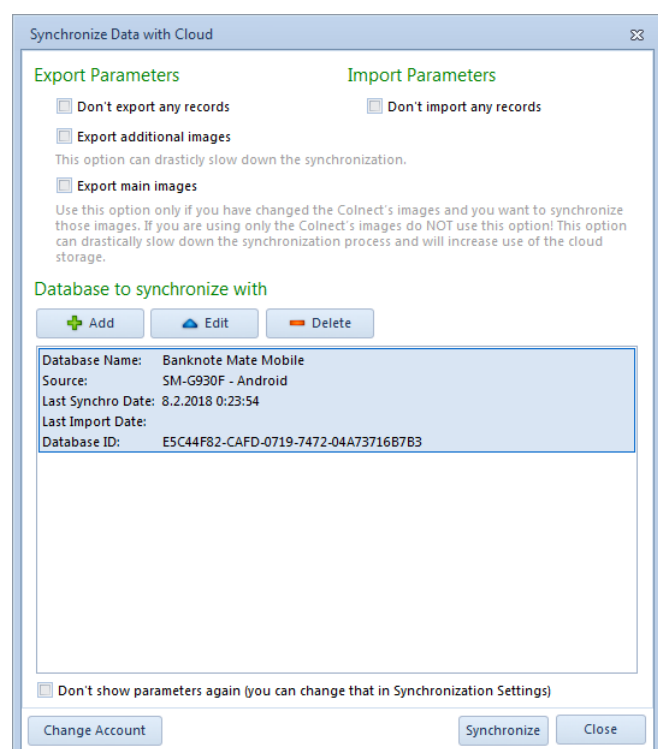 Synchronize Data with Cloud
Export Parameters
Import Parameters
Don't export any records
Don't import any records
Export additional images
This option can drasticly slow down the synchronization.
Export main images
Use this option only if you have changed the Colnect's images and you want to synchronize
those images. If you are using only the Colnect's images do NOT use this option! This option
can drastically slow down the synchronization process and will increase use of the cloud
storage.
Database to synchronize with
Add
Edit
Delete
Database Name: Banknote Mate Mobile
Source: SM-G930F - Android
Last Synchro Date: 8.2.2018 0:23:54
Last Import Date:
Database ID: E5C44F82-CAFD-0719-7472-04A73716B7B3
Don't show parameters again (you can change that in Synchronization Settings)
Change Account
Synchronize
Close